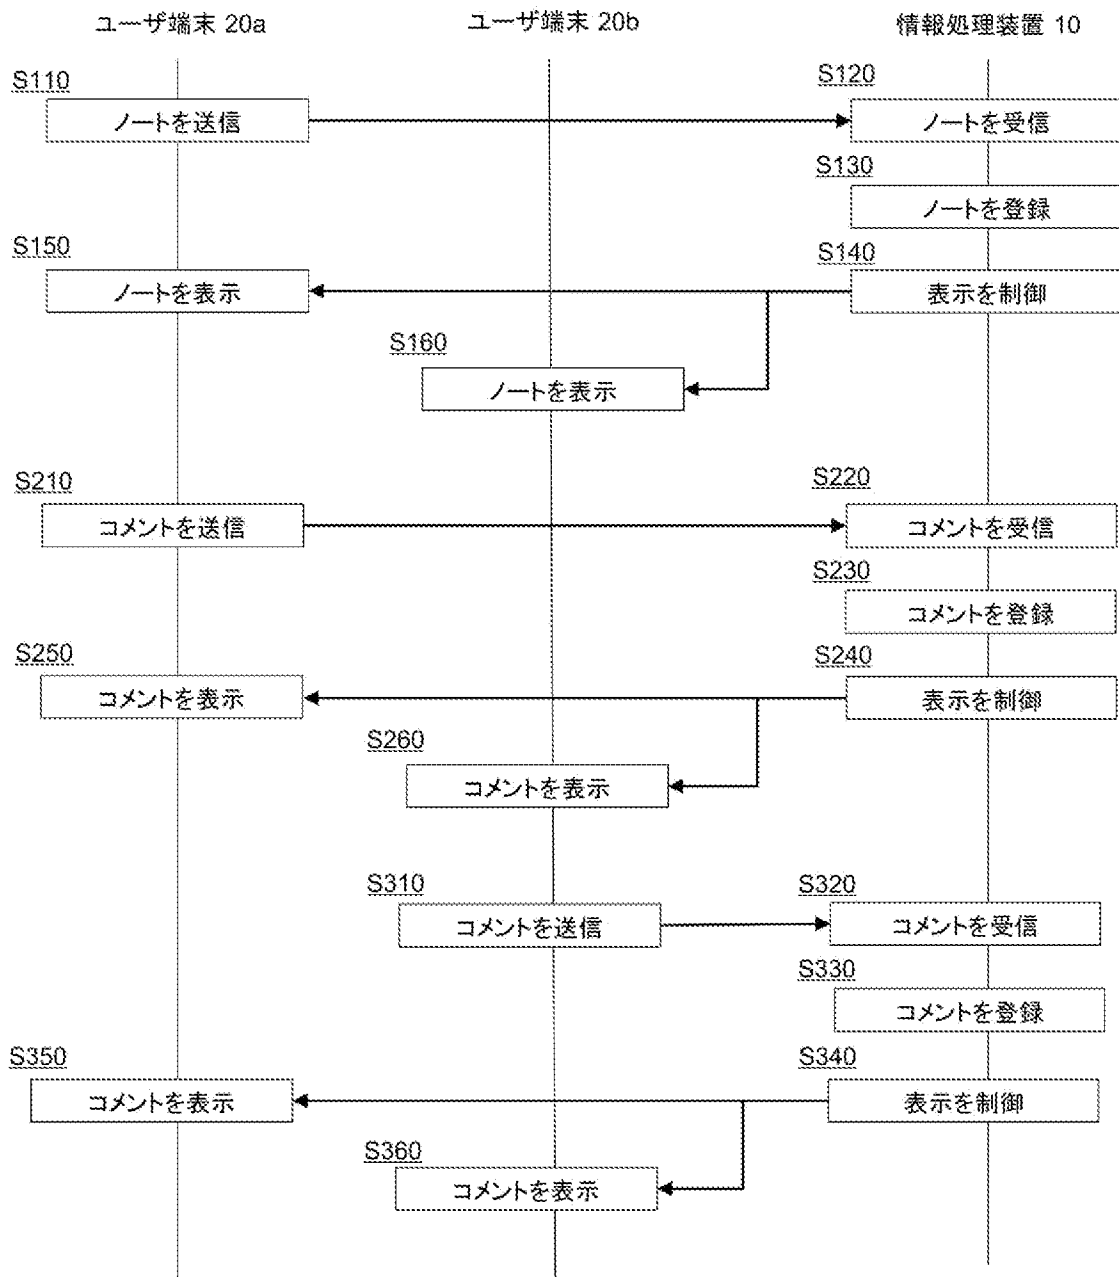 ユーザ端末 20a
ユーザ端末 20b
情報処理装置 10
S110
ノートを送信
S120
ノートを受信
S130
ノートを登録
S150
ノートを表示
S140
表示を制御
S160
ノートを表示
S210
コメントを送信
S220
コメントを受信
S230
コメントを登録
S250
コメントを表示
S240
表示を制御
S260
コメントを表示
S310
コメントを送信
S320
コメントを受信
S330
コメントを登録
S350
コメントを表示
S340
表示を制御
S360
コメントを表示